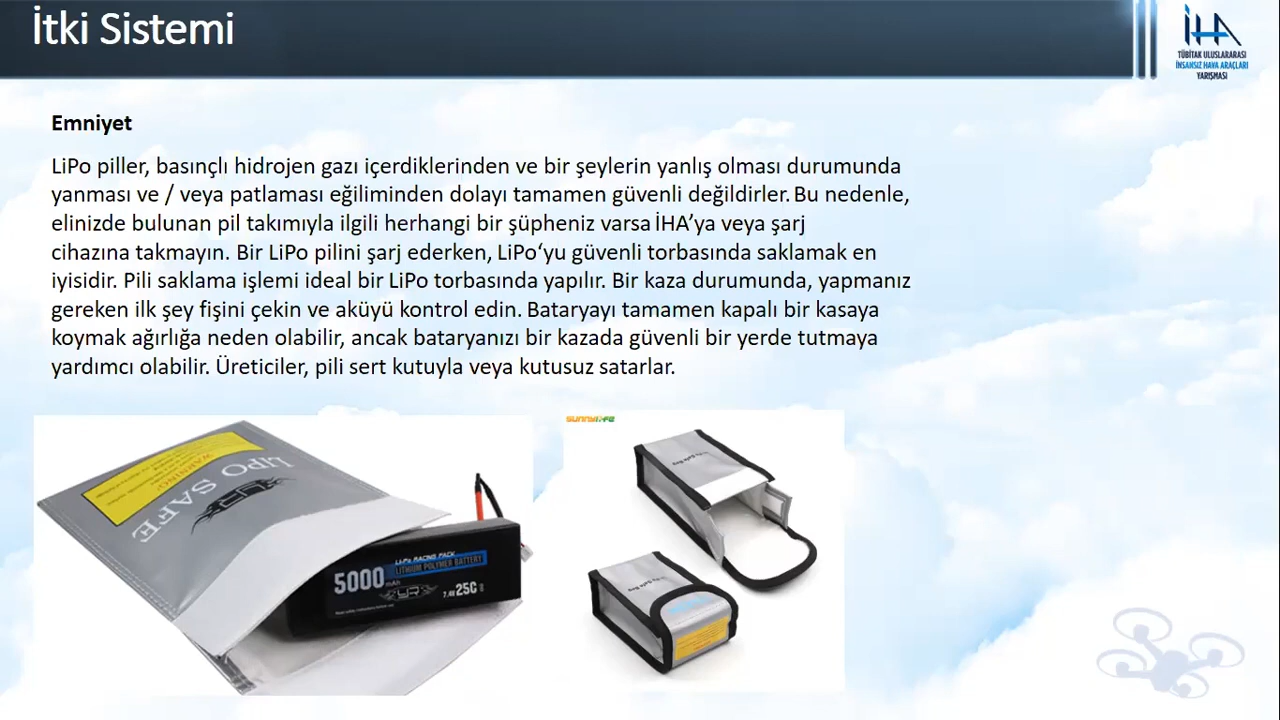 İtki Sistemi
İHA
TÜBİTAK ULUSLARARASI
İNSANSIZ HAVA ARAÇLARI
YARIŞMASI
Emniyet
LiPo piller, basınçlı hidrojen gazı içerdiklerinden ve bir şeylerin yanlış olması durumunda
yanması ve / veya patlaması eğiliminden dolayı tamamen güvenli değildirler. Bu nedenle,
elinizde bulunan pil takımıyla ilgili herhangi bir şüpheniz varsa İHA’ya veya şarj
cihazına takmayın. Bir LiPo pilini şarj ederken, LiPo‘yu güvenli torbasında saklamak en
iyisidir. Pili saklama işlemi ideal bir LiPo torbasında yapılır. Bir kaza durumunda, yapmanız
gereken ilk şey fişini çekin ve aküyü kontrol edin. Bataryayı tamamen kapalı bir kasaya
koymak ağırlığa neden olabilir, ancak bataryanızı bir kazada güvenli bir yerde tutmaya
yardımcı olabilir. Üreticiler, pili sert kutuyla veya kutusuz satarlar.
WARNING!
LIPO SAFE
Li-Po RACING PACK
LITHIUM POLYMER BATTERY
5000 mAh
7.4V 25C